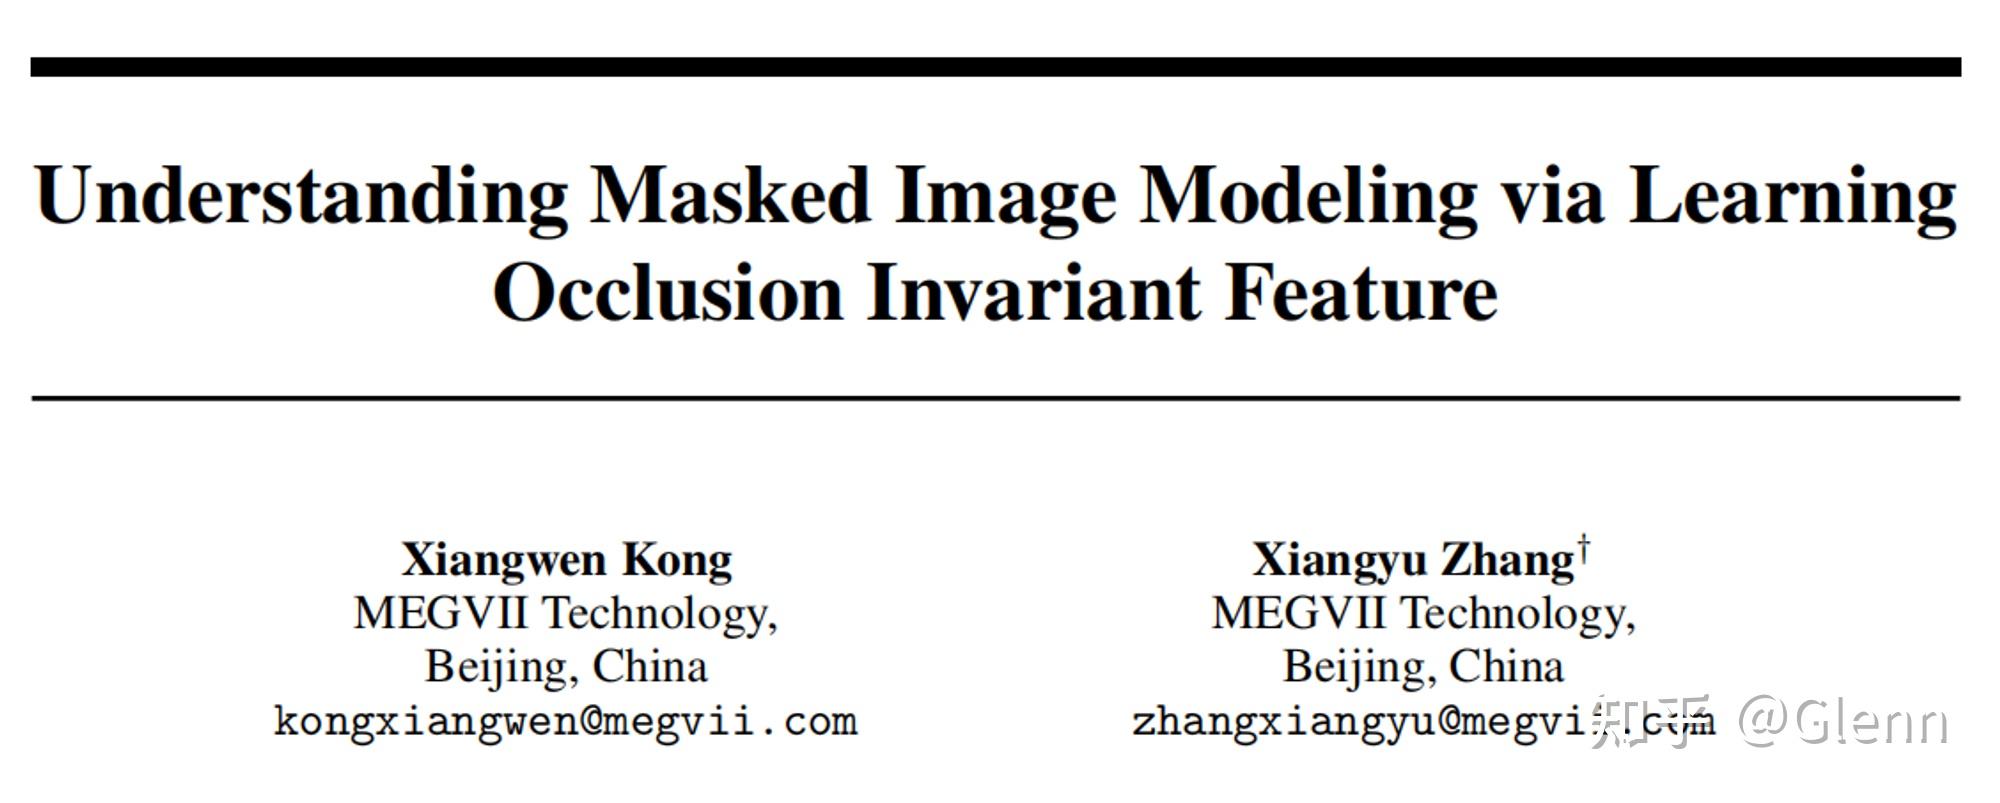 Understanding Masked Image Modeling via Learning
Occlusion Invariant Feature
Xiangwen Kong
MEGVII Technology,
Beijing, China
kongxiangwen@megvii.com
Xiangyu Zhang†
MEGVII Technology,
Beijing, China
zhangxiangyu@megvii.com
知乎 @Glenn